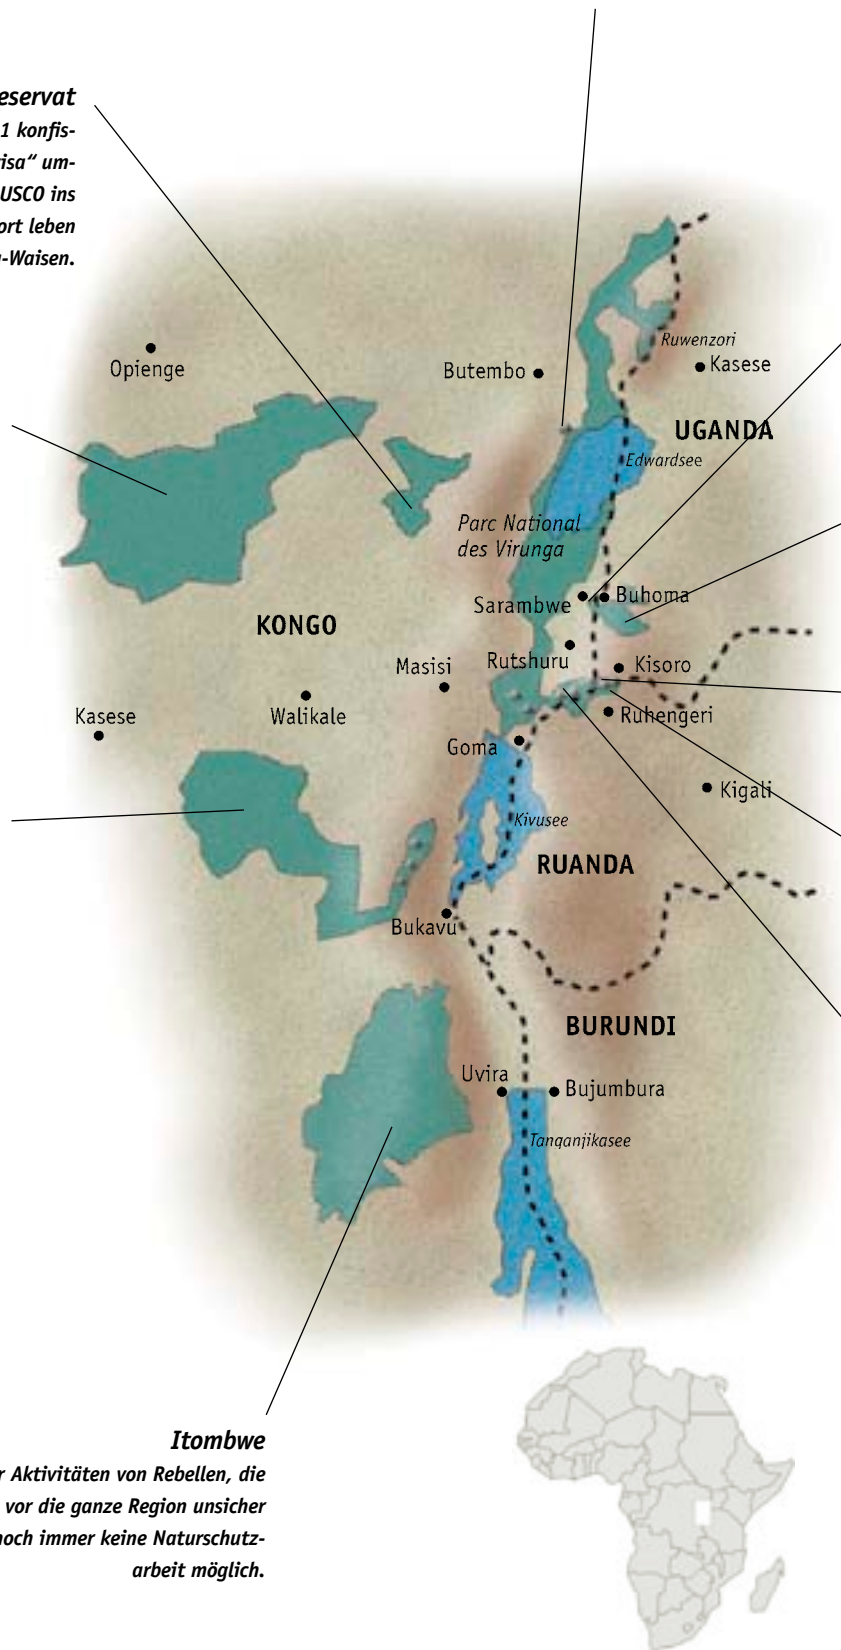 eservat
1 konfis-
isa“ um-
USCO ins
ort leben
-Waisen.
Ruwenzori
Opienge
Butembo
Kasese
UGANDA
Edwardsee
Parc National
des Virunga
Sarambwe
Buhoma
KONGO
Rutshuru
Kisoro
Masisi
Kasese
Walikale
Ruhengeri
Goma
Kigali
Kivusee
RUANDA
Bukavu
BURUNDI
Uvira
Bujumbura
Tanganjikasee
Itombwe
r Aktivitäten von Rebellen, die
vor die ganze Region unsicher
noch immer keine Naturschutz-
arbeit möglich.